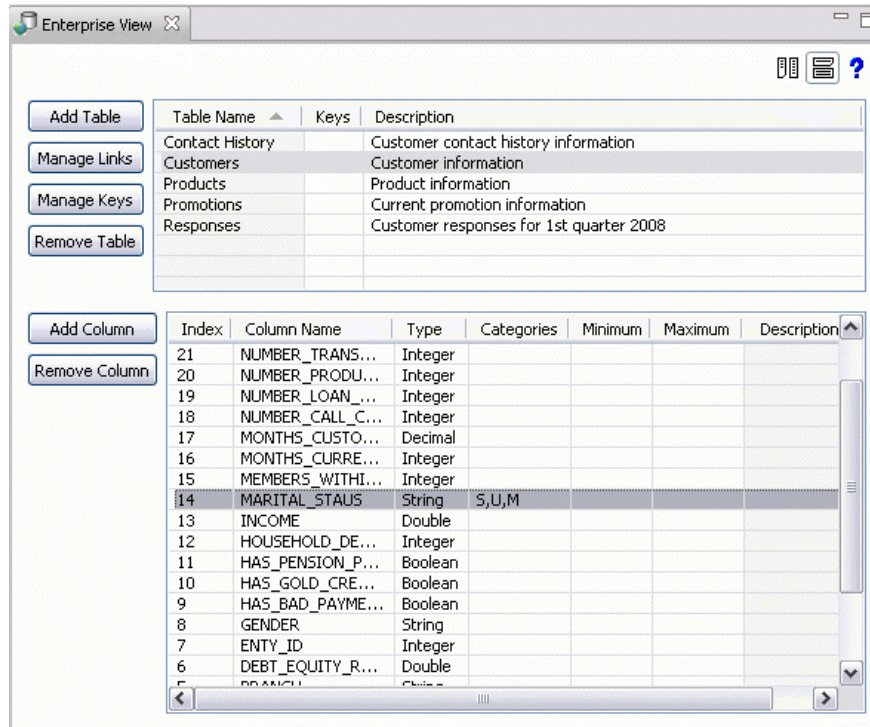 Enterprise View
?
Add Table
Manage Links
Manage Keys
Remove Table
Table Name Keys Description
Contact History Customer contact history information
Customers Customer information
Products Product information
Promotions Current promotion information
Responses Customer responses for 1st quarter 2008
Add Column
Remove Column
Index Column Name Type Categories Minimum Maximum Description
21 NUMBER_TRANS... Integer
20 NUMBER_PRODU... Integer
19 NUMBER_LOAN_... Integer
18 NUMBER_CALL_C... Integer
17 MONTHS_CUSTO... Decimal
16 MONTHS_CURRE... Integer
15 MEMBERS_WITHI... Integer
14 MARITAL_STAUS String S,U,M
13 INCOME Double
12 HOUSEHOLD_DE... Integer
11 HAS_PENSION_P... Boolean
10 HAS_GOLD_CRE... Boolean
9 HAS_BAD_PAYME... Boolean
8 GENDER String
7 ENTY_ID Integer
6 DEBT_EQUITY_R... Double